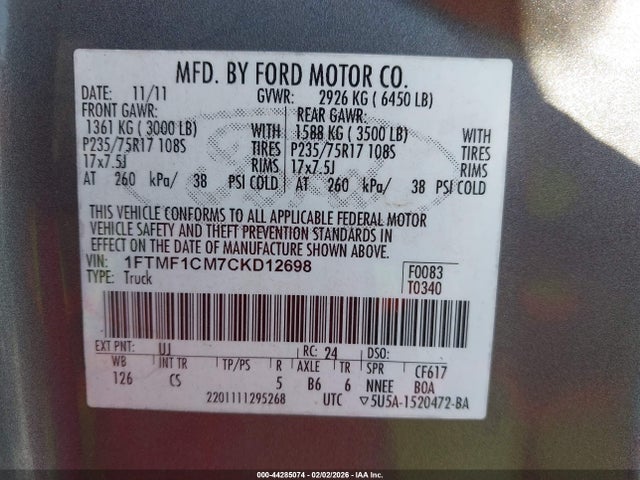 MFD. BY FORD MOTOR CO.
DATE: 11/11 GVWR: 2926 KG ( 6450 LB)
FRONT GAWR: REAR GAWR:
1361 KG ( 3000 LB) WITH 1588 KG ( 3500 LB) WITH
P235/75R17 108S TIRES P235/75R17 108S TIRES
17x7.5J RIMS 17x7.5J RIMS
AT 260 kPa/ 38 PSI COLD AT 260 kPa/ 38 PSI COLD
THIS VEHICLE CONFORMS TO ALL APPLICABLE FEDERAL MOTOR
VEHICLE SAFETY AND THEFT PREVENTION STANDARDS IN
EFFECT ON THE DATE OF MANUFACTURE SHOWN ABOVE.
VIN: 1FTMF1CM7CKD12698 F0083
TYPE: Truck T0340
EXT PNT: UJ RC: 24 DSO:
WB INT TR TP/PS R AXLE TR SPR CF617
126 CS 5 B6 6 NNEE BOA
2201111295268 UTC ▽5U5A-1520472-BA
000-44285074 - 02/02/2026 - IAA Inc.